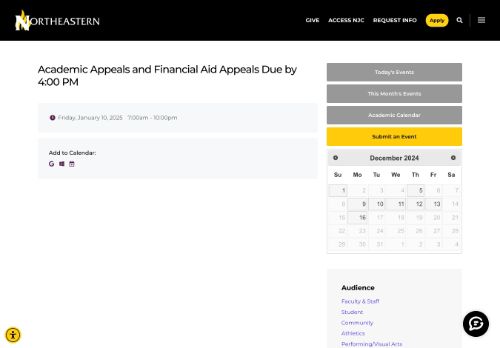 NORTHEASTERN
GIVE ACCESS NJC REQUEST INFO Apply
Academic Appeals and Financial Aid Appeals Due by
4:00 PM
Friday, January 10, 2025 7:00am - 10:00pm
Add to Calendar:
Today's Events
This Month's Events
Academic Calendar
Submit an Event
December 2024
Su Mo Tu We Th Fr Sa
1 2 3 4 5 6 7
8 9 10 11 12 13 14
15 16 17 18 19 20 21
22 23 24 25 26 27 28
29 30 31 1 2 3 4
Audience
Faculty & Staff
Student
Community
Athletics
Performing/Visual Arts